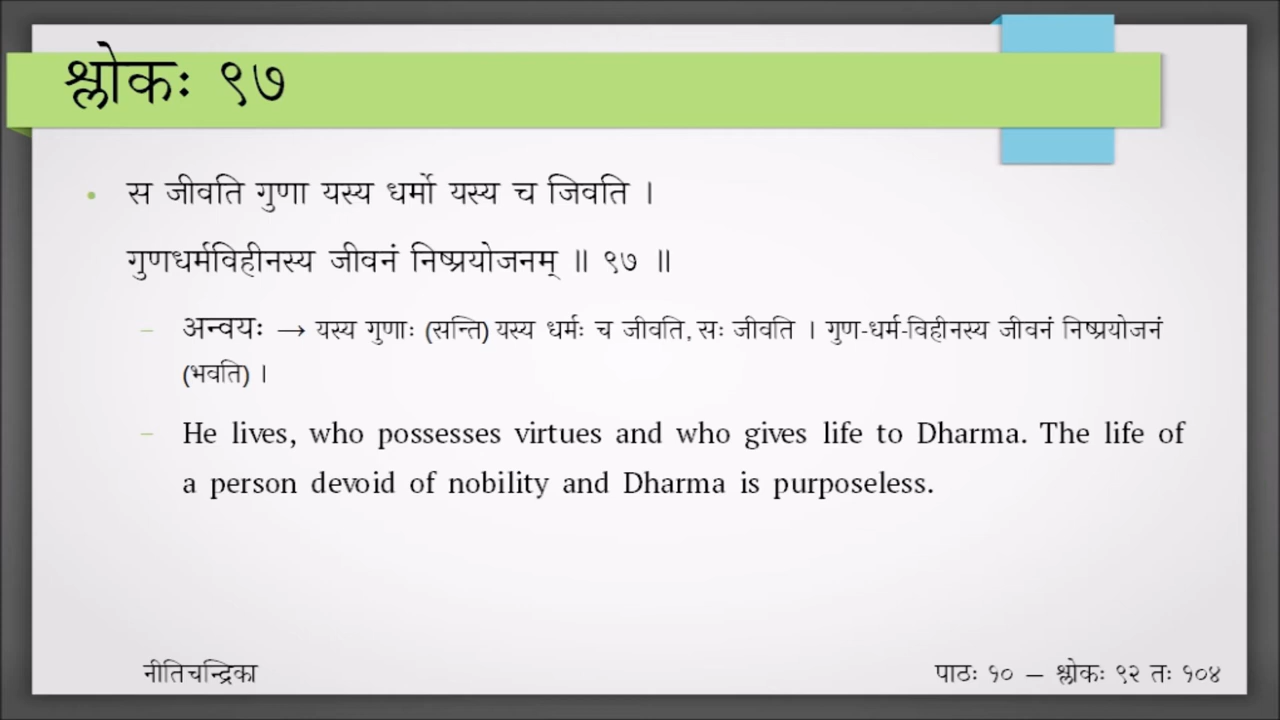 श्लोकः ९७
स जीवति गुणा यस्य धर्मो यस्य च जिवति ।
गुणधर्मविहीनस्य जीवनं निष्प्रयोजनम् ॥ ९७ ॥
अन्वयः → यस्य गुणाः (सन्ति) यस्य धर्मः च जीवति, सः जीवति । गुण-धर्म-विहीनस्य जीवनं निष्प्रयोजनं
(भवति) ।
He lives, who possesses virtues and who gives life to Dharma. The life of
a person devoid of nobility and Dharma is purposeless.
नीतिचन्द्रिका
पाठः १० – श्लोकः ९२ तः १०४